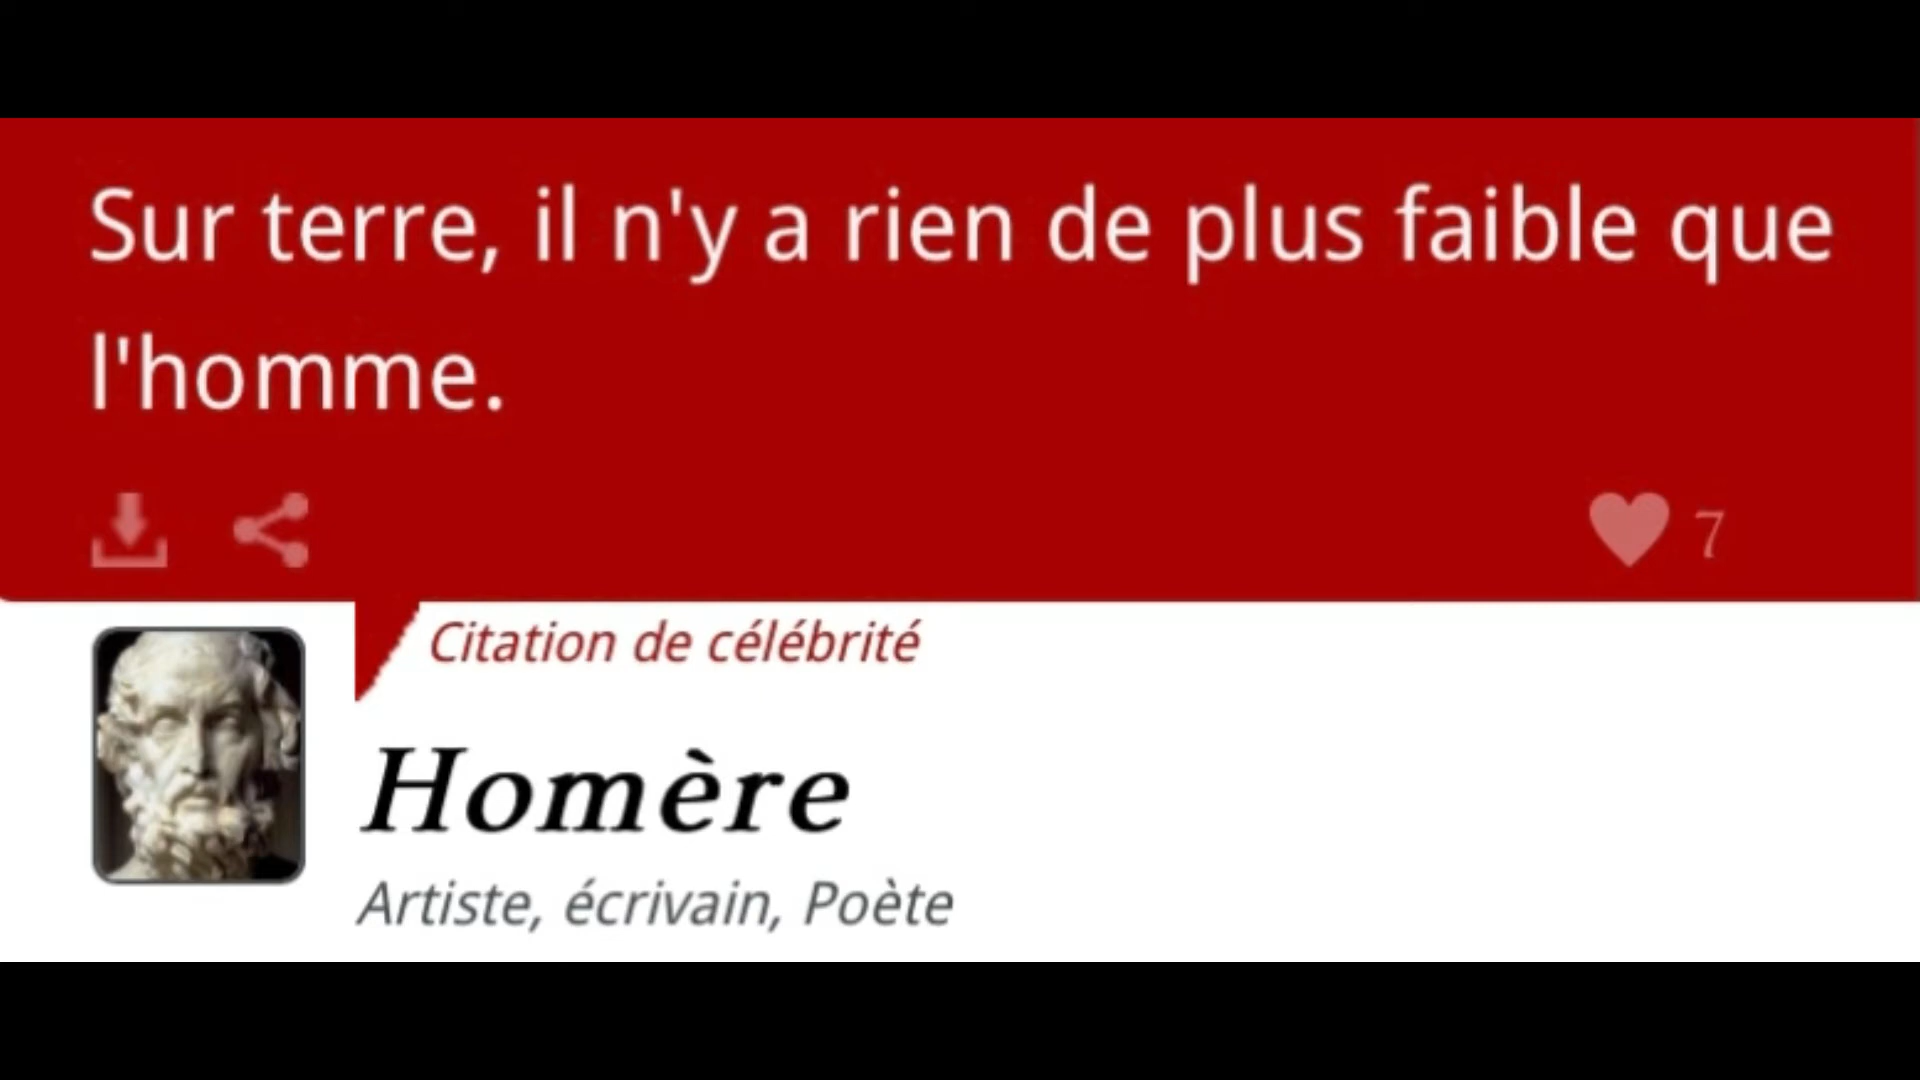 Sur terre, il n'y a rien de plus faible que
l'homme.
7
Citation de célébrité
Homère
Artiste, écrivain, Poète